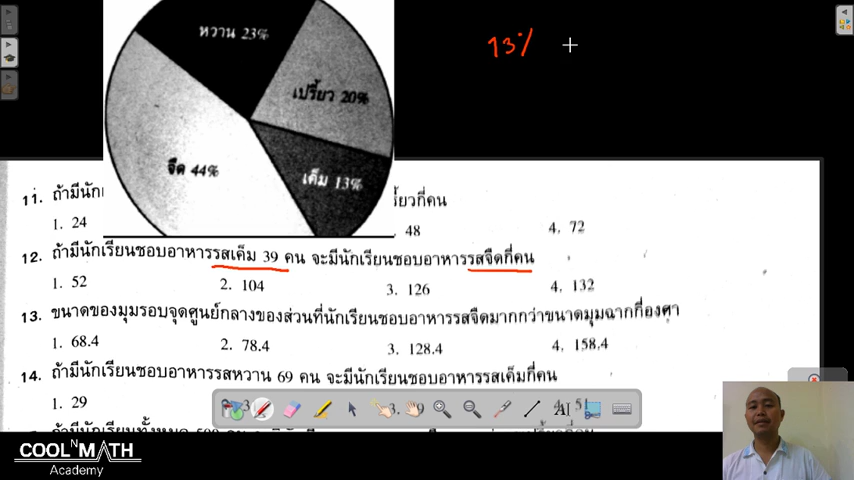 หวาน 23%
13%
เปรี้ยว 20%
จืด 44%
เค็ม 13%
11. ถ้ามีนัก
รี้ยวกี่คน
1. 24
48
4. 72
12. ถ้ามีนักเรียนชอบอาหารรสเค็ม 39 คน จะมีนักเรียนชอบอาหารรสจืดกี่คน
1. 52
2. 104
3. 126
4. 132
13. ขนาดของมุมรอบจุดศูนย์กลางของส่วนที่นักเรียนชอบอาหารรสจืดมากกว่าขนาดมุมฉากกี่องศา
1. 68.4
2. 78.4
3. 128.4
4. 158.4
14. ถ้ามีนักเรียนชอบอาหารรสหวาน 69 คน จะมีนักเรียนชอบอาหารรสเค็มกี่คน
1. 29
COOL N MATH
Academy